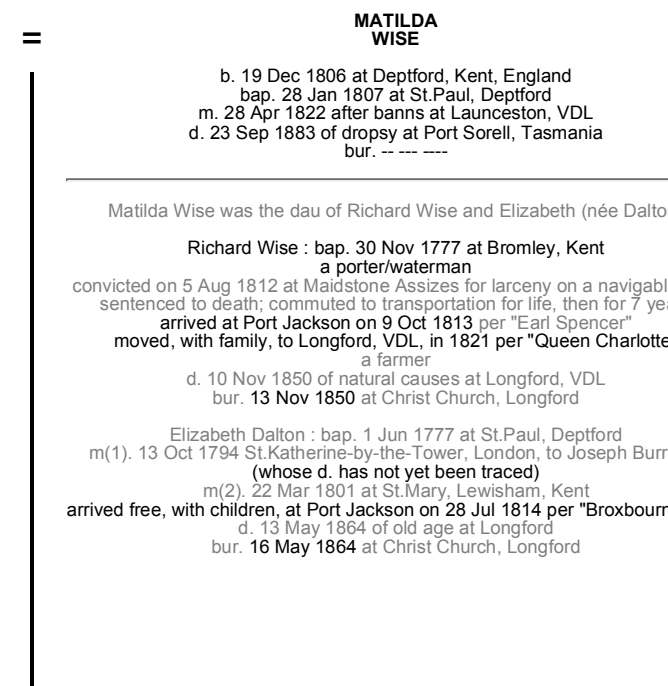 MATILDA
=
WISE
b. 19 Dec 1806 at Deptford, Kent, England
bap. 28 Jan 1807 at St.Paul, Deptford
m. 28 Apr 1822 after banns at Launceston, VDL
d. 23 Sep 1883 of dropsy at Port Sorell, Tasmania
bur. -- --- ----
Matilda Wise was the dau of Richard Wise and Elizabeth (née Dalto
Richard Wise : bap. 30 Nov 1777 at Bromley, Kent
a porter/waterman
convicted on 5 Aug 1812 at Maidstone Assizes for larceny on a navigabl
sentenced to death; commuted to transportation for life, then for 7 yea
arrived at Port Jackson on 9 Oct 1813 per "Earl Spencer"
moved, with family, to Longford, VDL, in 1821 per "Queen Charlotte
a farmer
d. 10 Nov 1850 of natural causes at Longford, VDL
bur. 13 Nov 1850 at Christ Church, Longford
Elizabeth Dalton : bap. 1 Jun 1777 at St.Paul, Deptford
m(1). 13 Oct 1794 St.Katherine-by-the-Tower, London, to Joseph Burr
(whose d. has not yet been traced)
m(2). 22 Mar 1801 at St.Mary, Lewisham, Kent
arrived free, with children, at Port Jackson on 28 Jul 1814 per "Broxbourn
d. 13 May 1864 of old age at Longford
bur. 16 May 1864 at Christ Church, Longford